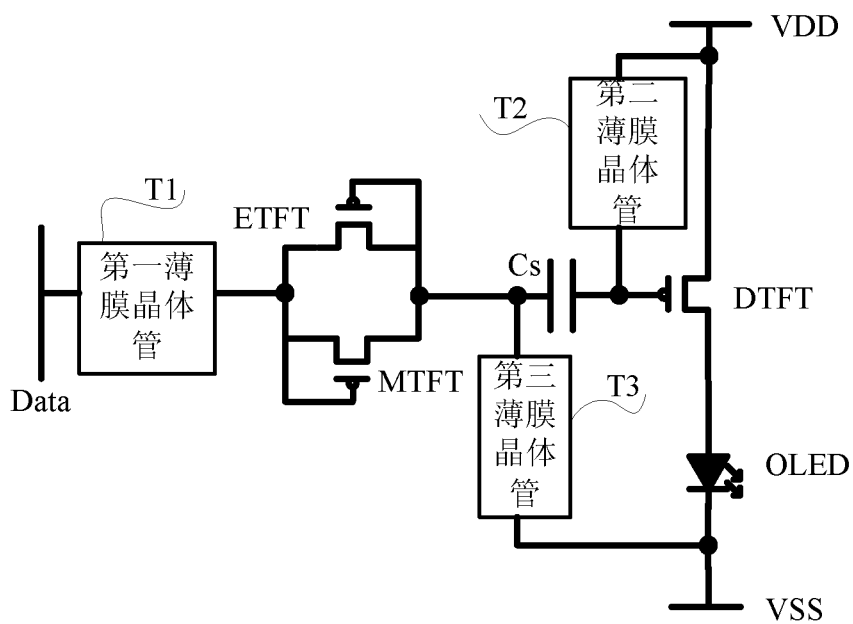 VDD
T2
第二
薄膜
晶体
管
T1
ETFT
第一薄
膜晶体
管
Cs
DTFT
Data
MTFT
第三
薄膜
晶体
管
T3
OLED
VSS